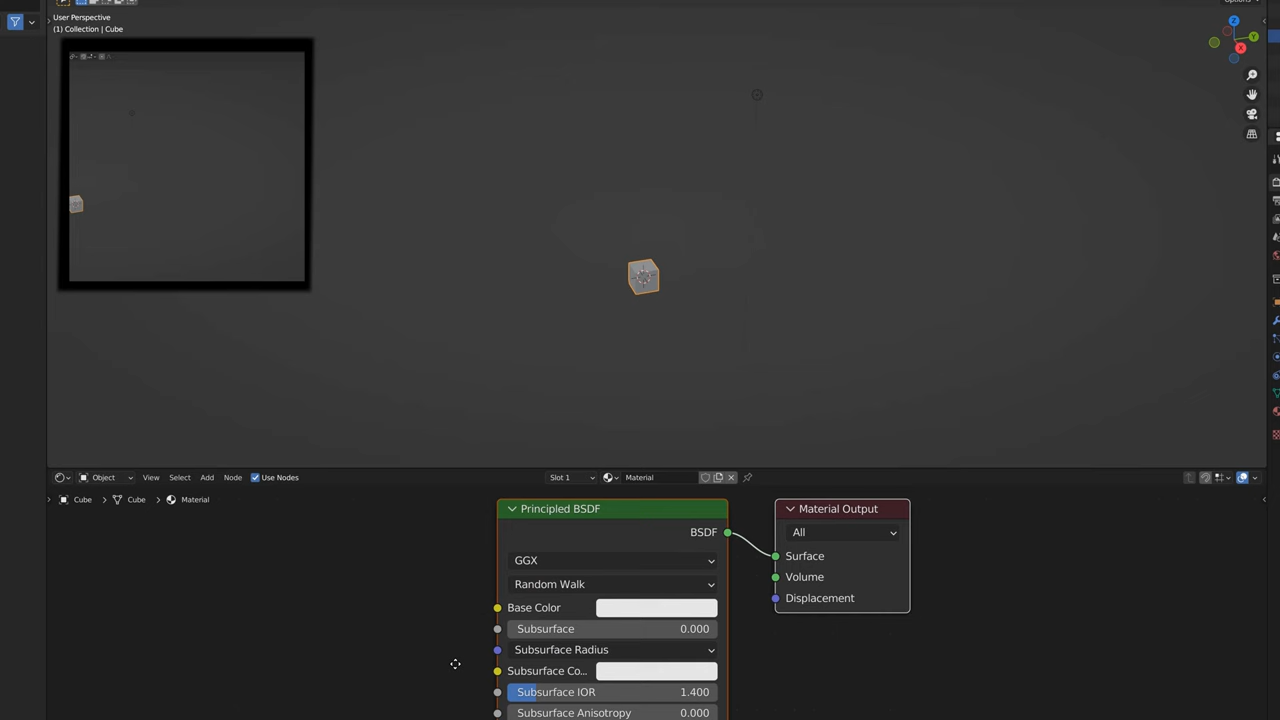 Options
User Perspective
(1) Collection | Cube
Z
Y
X
Object
View
Select
Add
Node
Use Nodes
Slot 1
Material
Cube
Cube
Material
Principled BSDF
BSDF
GGX
Random Walk
Base Color
Subsurface 0.000
Subsurface Radius
Subsurface Co...
Subsurface IOR 1.400
Subsurface Anisotropy 0.000
Material Output
All
Surface
Volume
Displacement